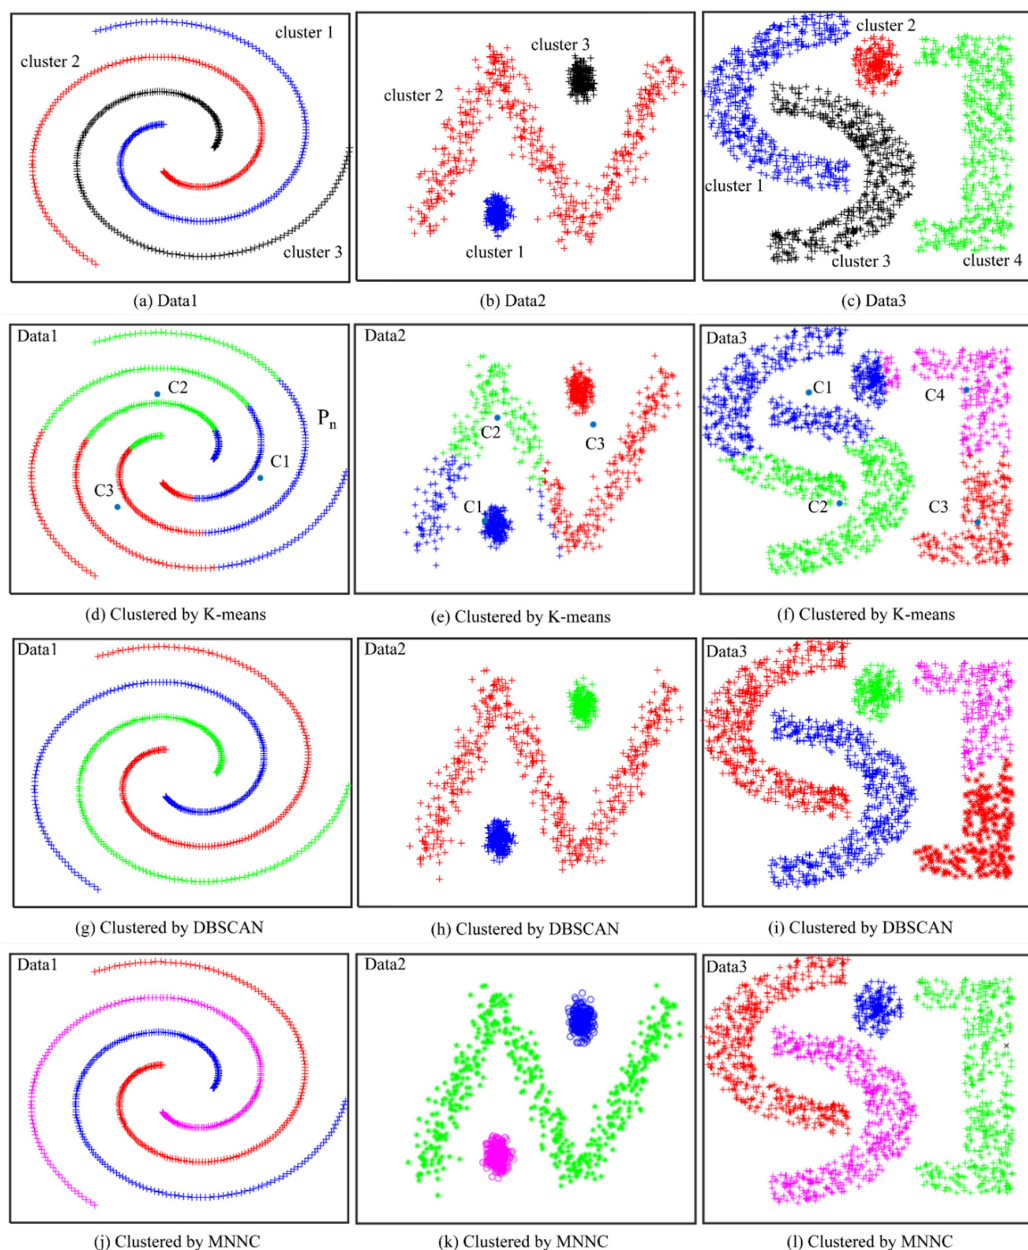 cluster 1
cluster 2
cluster 3
(a) Data1
cluster 3
cluster 2
cluster 1
(b) Data2
cluster 2
cluster 1
cluster 3
cluster 4
(c) Data3
Data1
C2
P_n
C1
C3
(d) Clustered by K-means
Data2
C2
C3
C1
(e) Clustered by K-means
Data3
C1
C4
C2
C3
(f) Clustered by K-means
Data1
(g) Clustered by DBSCAN
Data2
(h) Clustered by DBSCAN
Data3
(i) Clustered by DBSCAN
Data1
(j) Clustered by MNNC
Data2
(k) Clustered by MNNC
Data3
(l) Clustered by MNNC